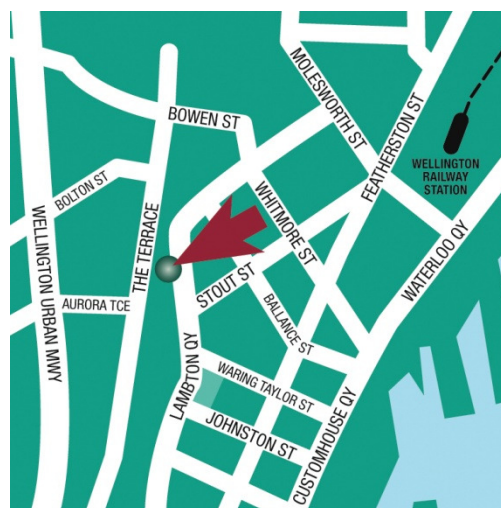 MOLESWORTH ST
FEATHERSTON ST
BOWEN ST
WELLINGTON
RAILWAY
STATION
BOLTON ST
WHITMORE ST
WELLINGTON URBAN MWY
THE TERRACE
WATERLOO QY
STOUT ST
AURORA TCE
BALLANCE ST
LAMBTON QY
WARING TAYLOR ST
CUSTOMHOUSE QY
JOHNSTON ST